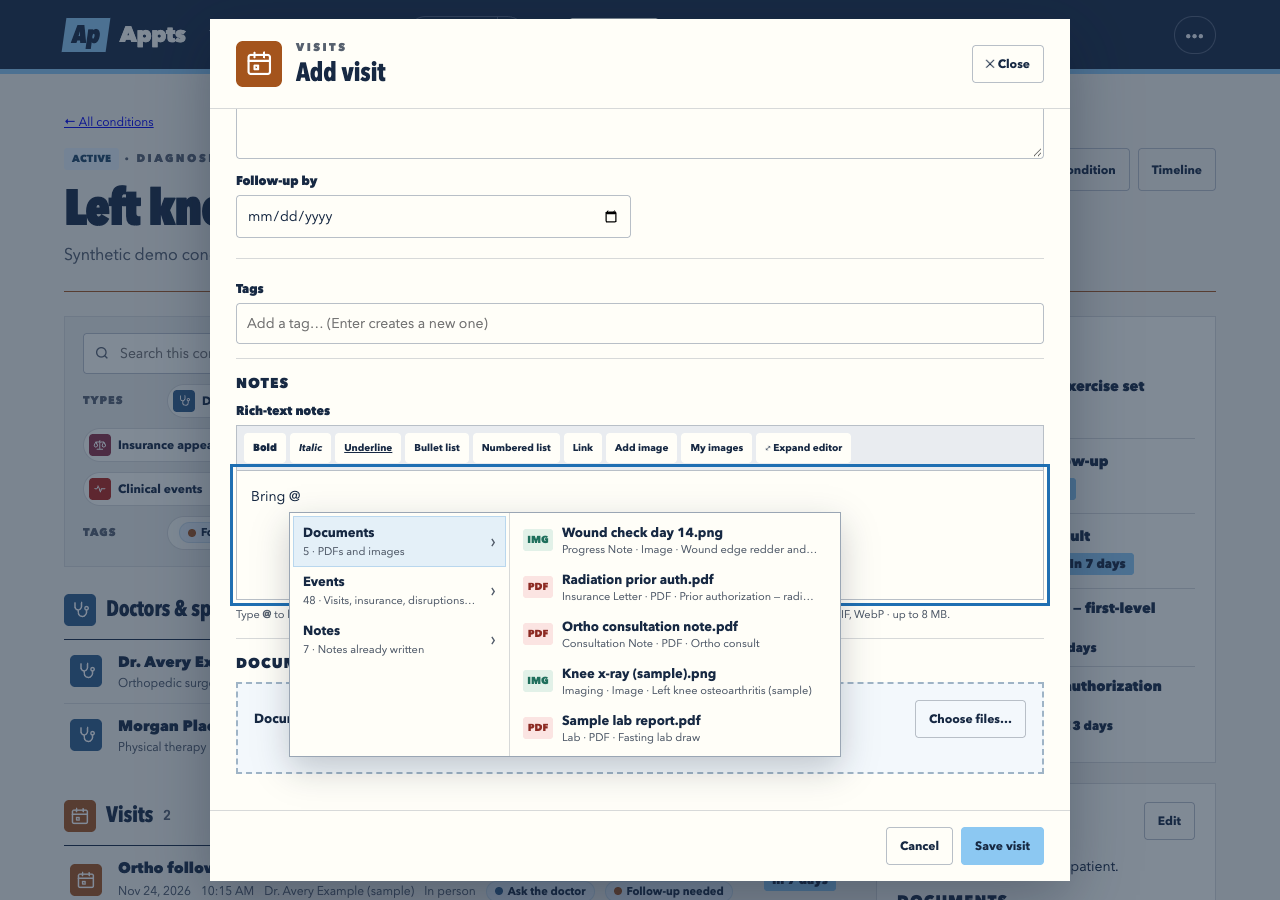 Ap Appts
•••
← All conditions
ACTIVE
Left kne
Synthetic demo con
ondition
Timeline
Search this co
TYPES
Insurance appea
Clinical events
TAGS
Doctors & sp
Dr. Avery Ex
Orthopedic surg
Morgan Pla
Physical therapy
Visits 2
Ortho follow
Nov 24, 2026 10:15 AM Dr. Avery Example (sample) In person Ask the doctor Follow-up needed
VISITS
Add visit
× Close
Follow-up by
mm/dd/yyyy
Tags
Add a tag… (Enter creates a new one)
NOTES
Rich-text notes
Bold Italic Underline Bullet list Numbered list Link Add image My images Expand editor
Bring @
Documents
5 · PDFs and images
Events
48 · Visits, insurance, disruptions…
Notes
7 · Notes already written
IMG Wound check day 14.png
Progress Note · Image · Wound edge redder and…
PDF Radiation prior auth.pdf
Insurance Letter · PDF · Prior authorization — radi…
PDF Ortho consultation note.pdf
Consultation Note · PDF · Ortho consult
IMG Knee x-ray (sample).png
Imaging · Image · Left knee osteoarthritis (sample)
PDF Sample lab report.pdf
Lab · PDF · Fasting lab draw
Type @ to
IF, WebP · up to 8 MB.
DOCUM
Docu
Choose files…
Cancel
Save visit
xercise set
w-up
ult
In 7 days
– first-level
days
uthorization
3 days
Edit
patient.
DOCUMENTS
in 7 days